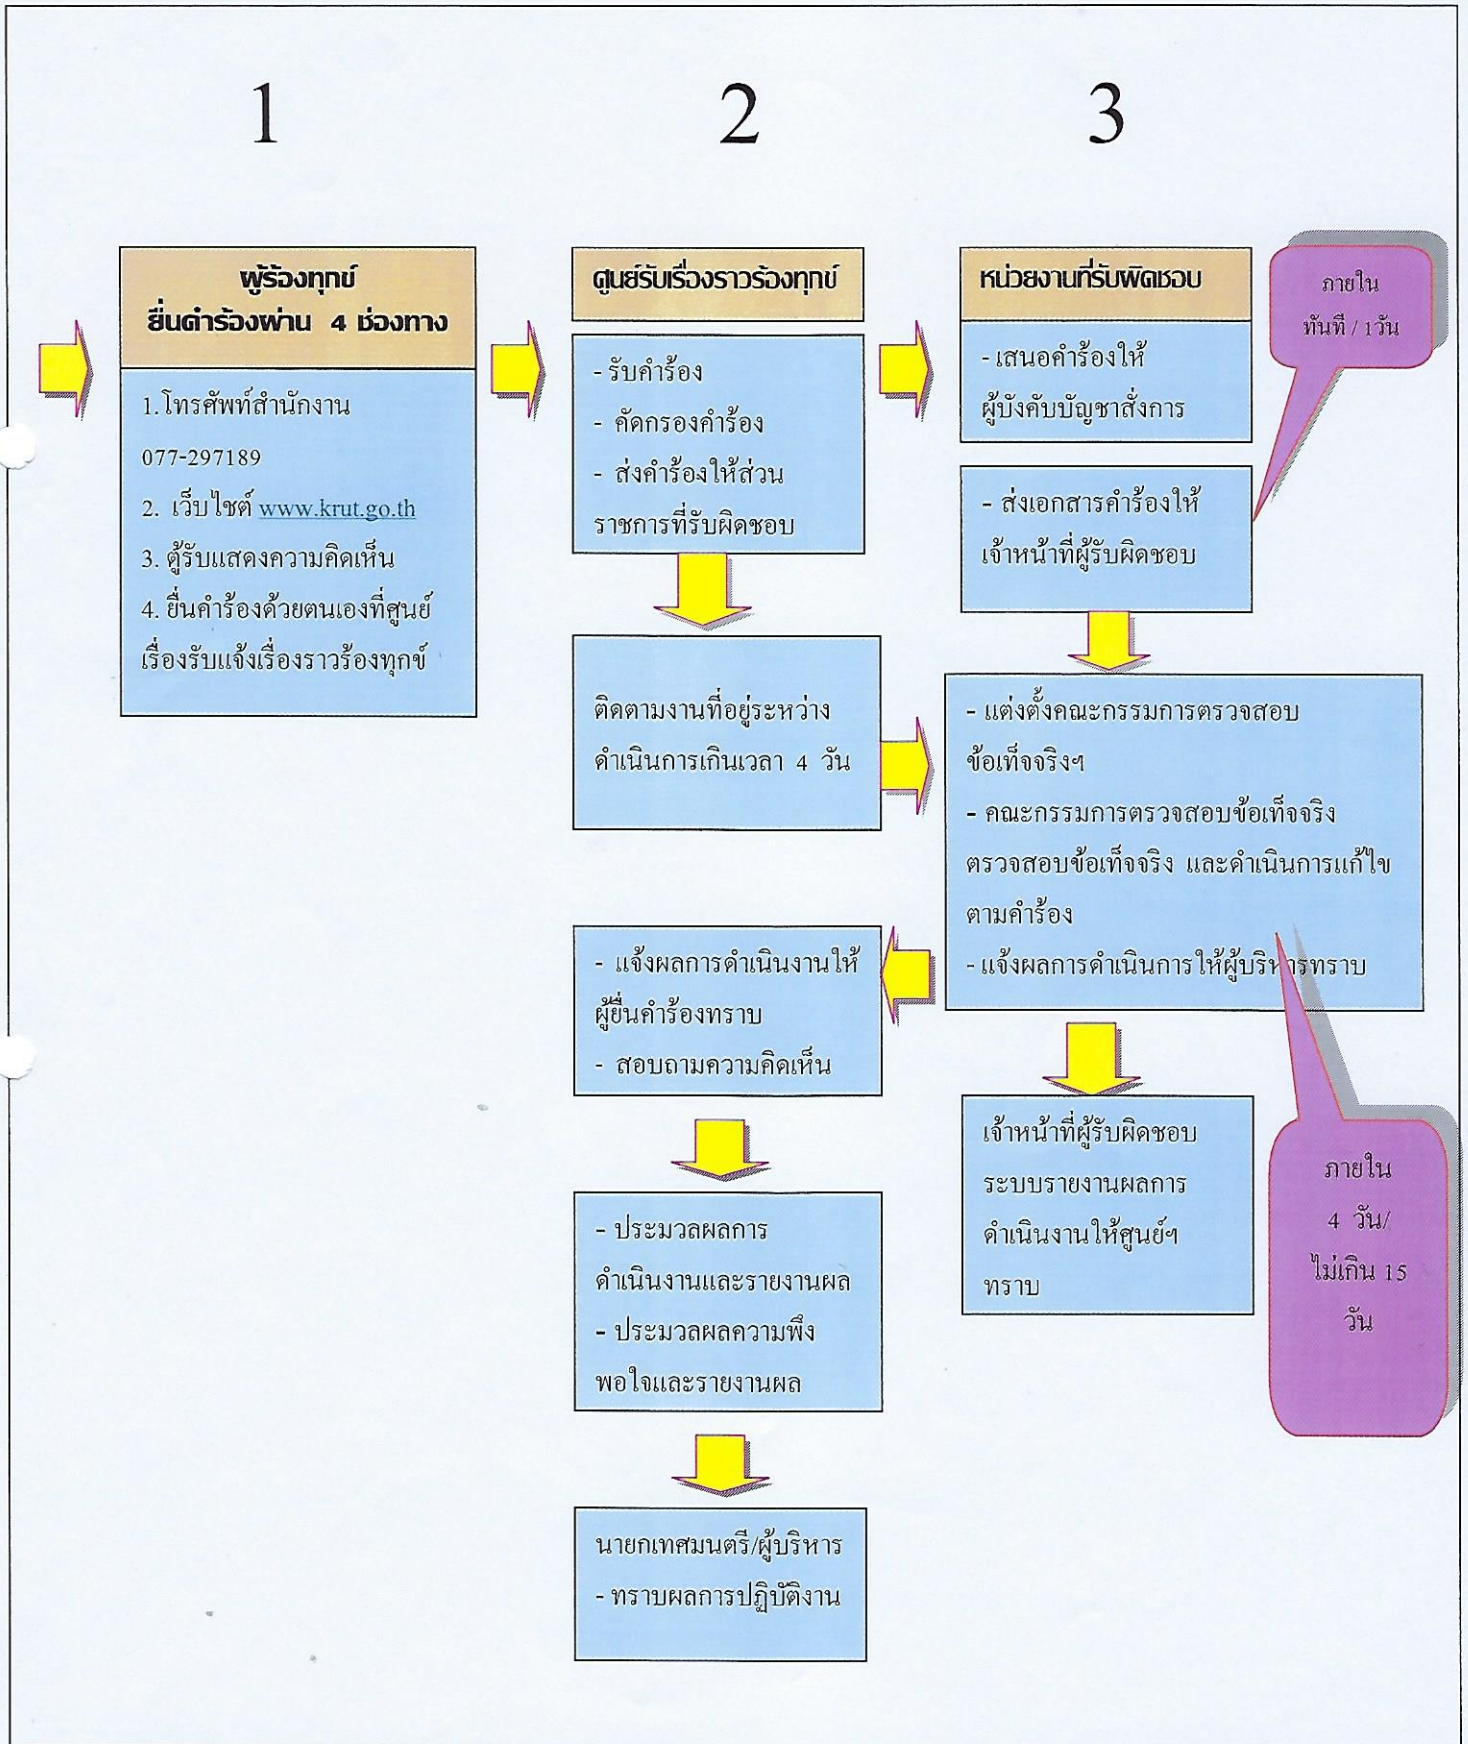 1
2
3
ผู้ร้องทุกข์
ยื่นคำร้องผ่าน 4 ช่องทาง
1.โทรศัพท์สำนักงาน
077-297189
2. เว็บไซต์ www.krut.go.th
3. ตู้รับแสดงความคิดเห็น
4. ยื่นคำร้องด้วยตนเองที่ศูนย์
เรื่องรับแจ้งเรื่องราวร้องทุกข์
ศูนย์รับเรื่องราวร้องทุกข์
- รับคำร้อง
- คัดกรองคำร้อง
- ส่งคำร้องให้ส่วน
ราชการที่รับผิดชอบ
ติดตามงานที่อยู่ระหว่าง
ดำเนินการเกินเวลา 4 วัน
- แจ้งผลการดำเนินงานให้
ผู้ยื่นคำร้องทราบ
- สอบถามความคิดเห็น
- ประมวลผลการ
ดำเนินงานและรายงานผล
- ประมวลผลความพึง
พอใจและรายงานผล
นายกเทศมนตรี/ผู้บริหาร
- ทราบผลการปฏิบัติงาน
หน่วยงานที่รับผิดชอบ
- เสนอคำร้องให้
ผู้บังคับบัญชาสั่งการ
- ส่งเอกสารคำร้องให้
เจ้าหน้าที่ผู้รับผิดชอบ
- แต่งตั้งคณะกรรมการตรวจสอบ
ข้อเท็จจริงฯ
- คณะกรรมการตรวจสอบข้อเท็จจริง
ตรวจสอบข้อเท็จจริง และดำเนินการแก้ไข
ตามคำร้อง
- แจ้งผลการดำเนินการให้ผู้บริหารทราบ
เจ้าหน้าที่ผู้รับผิดชอบ
ระบบรายงานผลการ
ดำเนินงานให้ศูนย์ฯ
ทราบ
ภายใน
ทันที / 1วัน
ภายใน
4 วัน/
ไม่เกิน 15
วัน